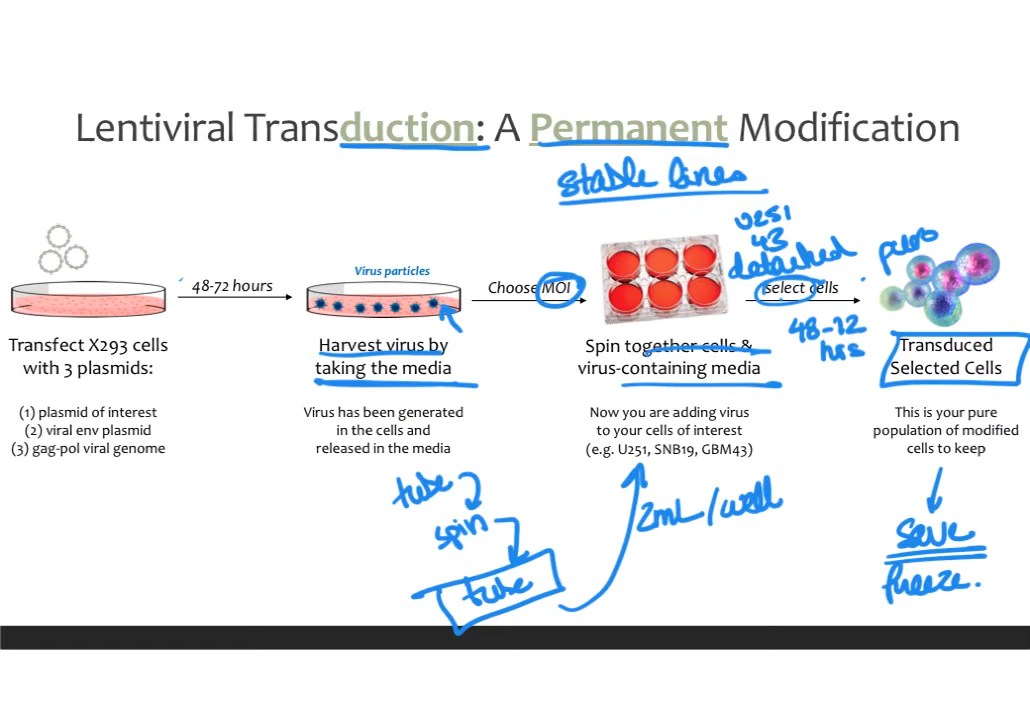 Lentiviral Transduction: A Permanent Modification
stable lines
U251
43
detached
puro
Virus particles
48-72 hours
Choose MOI
select cells
48-72
hrs
Transfect X293 cells
with 3 plasmids:
(1) plasmid of interest
(2) viral env plasmid
(3) gag-pol viral genome
Harvest virus by
taking the media
Virus has been generated
in the cells and
released in the media
Spin together cells &
virus-containing media
Now you are adding virus
to your cells of interest
(e.g. U251, SNB19, GBM43)
Transduced
Selected Cells
This is your pure
population of modified
cells to keep
tube
spin
tube
2mL/well
save
freeze.